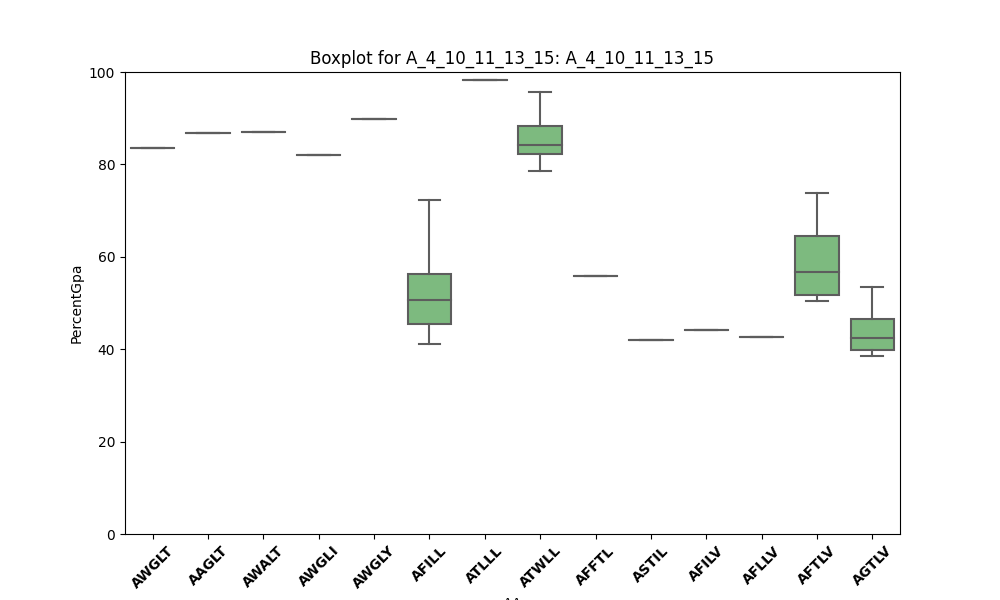 Boxplot for A_4_10_11_13_15: A_4_10_11_13_15
100
80
60
40
20
0
PercentGpa
AWGLT
AAGLT
AWALT
AWGLI
AWGLY
AFILL
ATLLL
ATWLL
AFFTL
ASTIL
AFILV
AFLLV
AFTLV
AGTLV